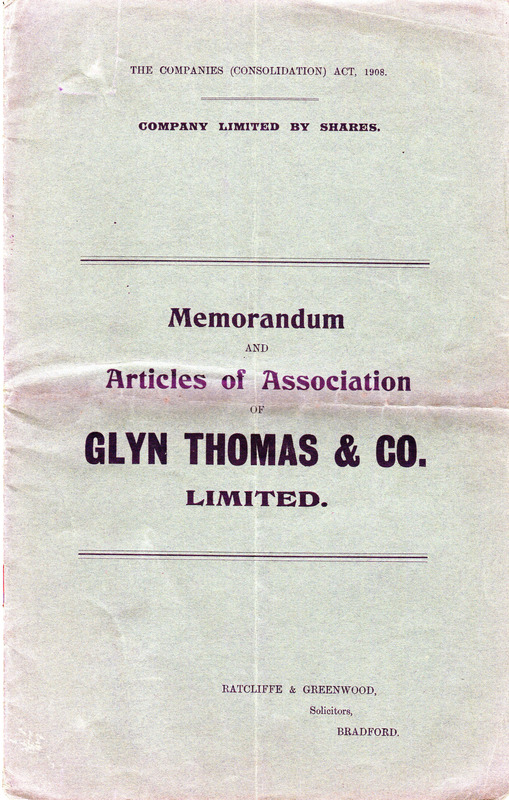 THE COMPANIES (CONSOLIDATION) ACT, 1908.
COMPANY LIMITED BY SHARES.
Memorandum
AND
Articles of Association
OF
GLYN THOMAS & CO.
LIMITED.
RATCLIFFE & GREENWOOD,
Solicitors,
BRADFORD.